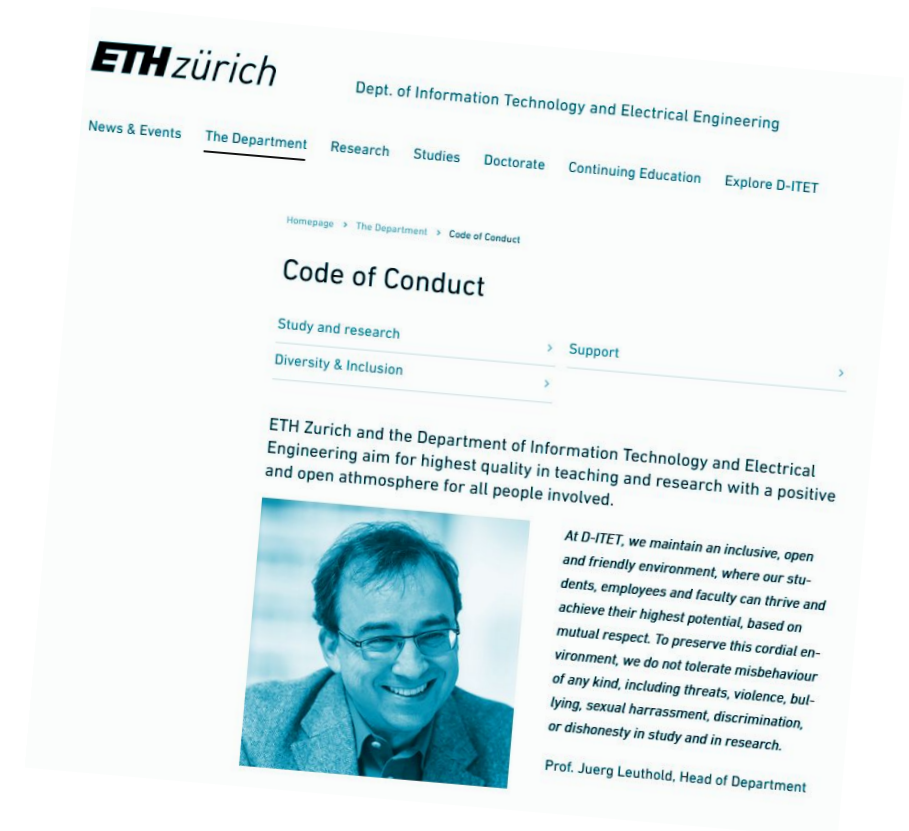 ETH zürich
Dept. of Information Technology and Electrical Engineering
News & Events The Department Research Studies Doctorate Continuing Education Explore D-ITET
Homepage > The Department > Code of Conduct
Code of Conduct
Study and research >
Support >
Diversity & Inclusion >
ETH Zurich and the Department of Information Technology and Electrical
Engineering aim for highest quality in teaching and research with a positive
and open athmosphere for all people involved.
At D-ITET, we maintain an inclusive, open
and friendly environment, where our stu-
dents, employees and faculty can thrive and
achieve their highest potential, based on
mutual respect. To preserve this cordial en-
vironment, we do not tolerate misbehaviour
of any kind, including threats, violence, bul-
lying, sexual harrassment, discrimination,
or dishonesty in study and in research.
Prof. Juerg Leuthold, Head of Department